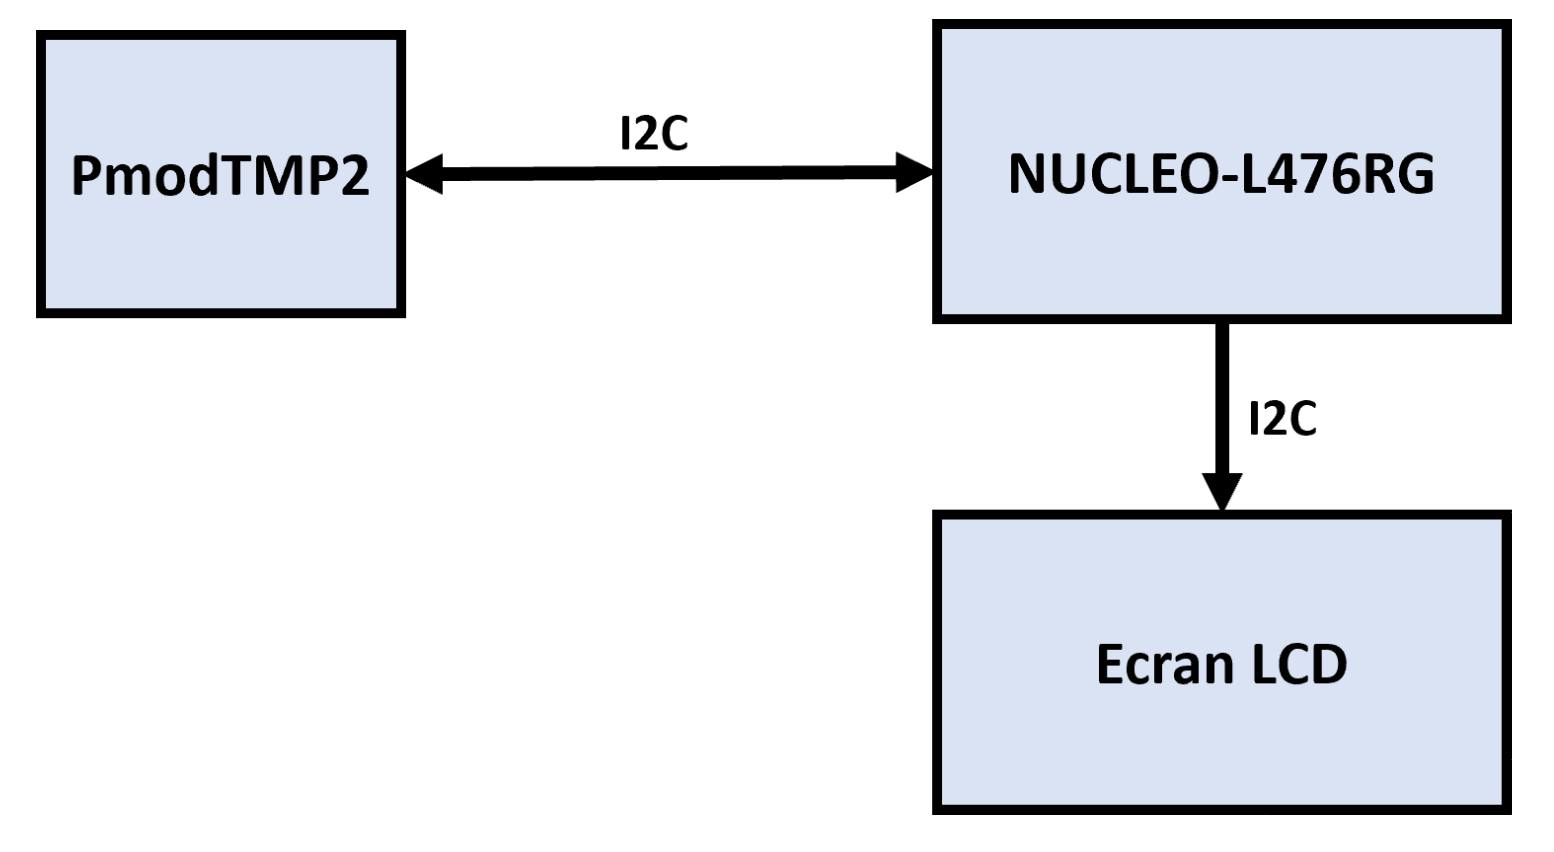 PmodTMP2
I2C
NUCLEO-L476RG
I2C
Ecran LCD